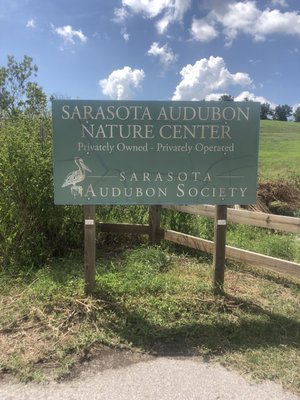 SARASOTA AUDUBON
NATURE CENTER
Privately Owned - Privately Operated
SARASOTA
AUDUBON SOCIETY